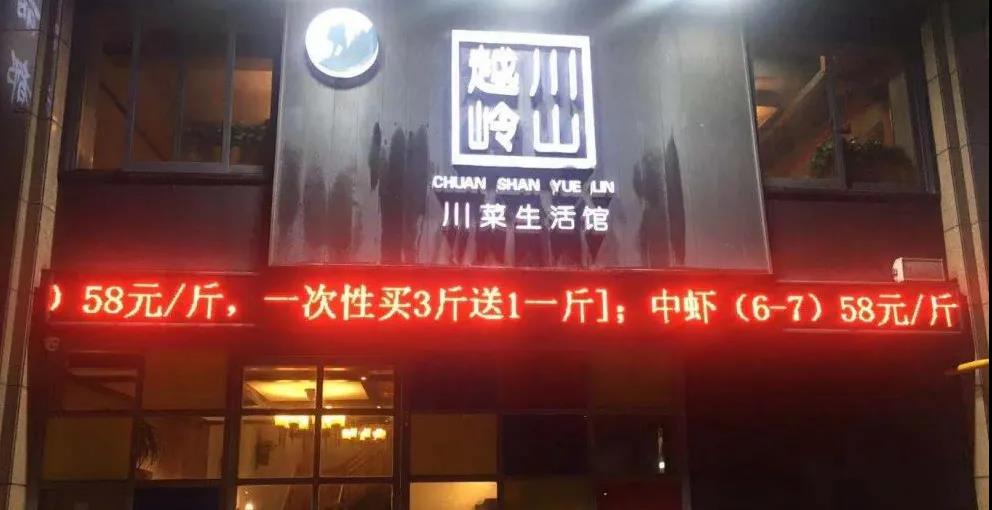 川山
越岭
CHUAN SHAN YUE LIN
川菜生活馆
）58元/斤，一次性买3斤送1一斤]；中虾（6-7）58元/斤